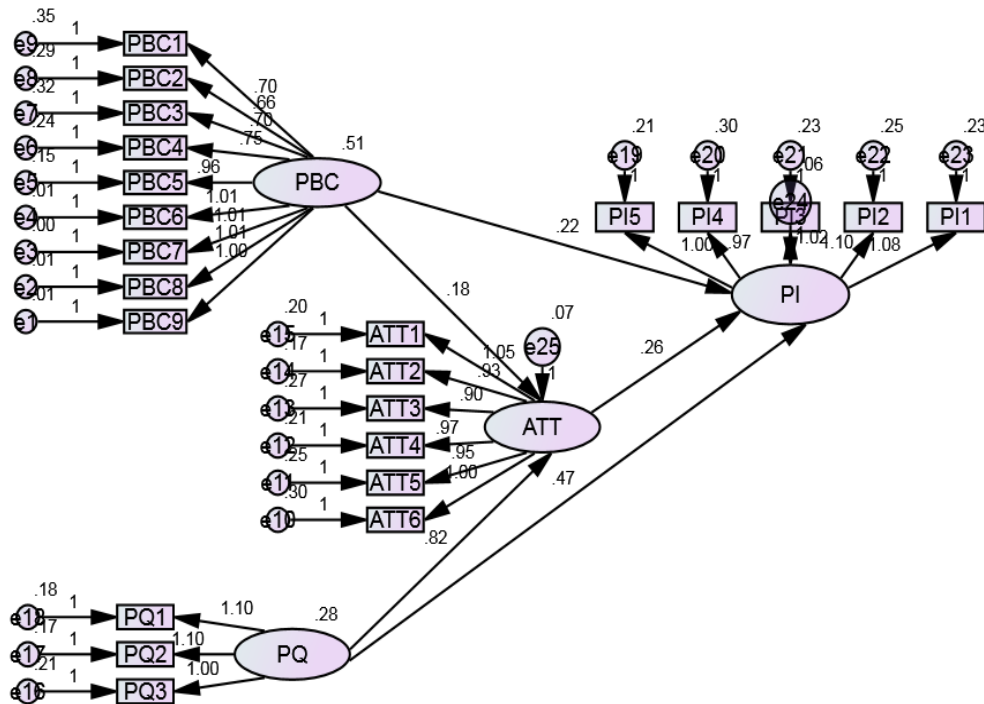 .35
e9 1 PBC1
.29
e8 1 PBC2
.32
e7 1 PBC3
.24
e6 1 PBC4
.15
e5 1 PBC5
.01
e4 1 PBC6
.00
e3 1 PBC7
.01
e2 1 PBC8
.01
e1 1 PBC9
.70
.66
.70
.75
.96
1.01
1.01
1.01
1.00
.51
PBC
.22
.18
.21 .30 .23 .25 .23
e19 e20 e21 e22 e23
1 1 1 1 1
.06
e24
1
PI5 PI4 PI3 PI2 PI1
1.00 .97 1.02 1.10 1.08
PI
.20
e15 1 ATT1
.17
e14 1 ATT2
.27
e13 1 ATT3
.21
e12 1 ATT4
.25
e11 1 ATT5
.30
e10 1 ATT6
1.05
.93
.90
.97
.95
1.00
.07
e25
1
ATT
.26
.47
.82
.18
e18 1 PQ1
.17
e17 1 PQ2
.21
e16 1 PQ3
1.10
1.10
1.00
.28
PQ